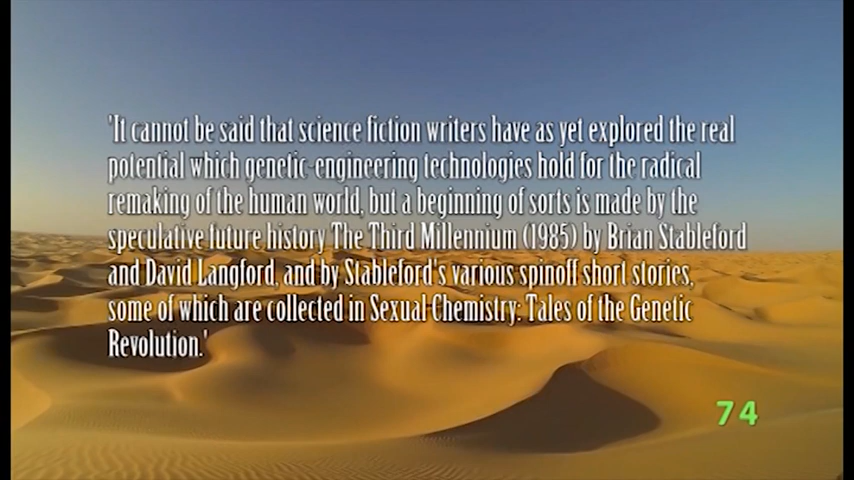 'It cannot be said that science fiction writers have as yet explored the real
potential which genetic-engineering technologies hold for the radical
remaking of the human world, but a beginning of sorts is made by the
speculative future history The Third Millennium (1985) by Brian Stableford
and David Langford, and by Stableford's various spinoff short stories,
some of which are collected in Sexual Chemistry: Tales of the Genetic
Revolution.'
74